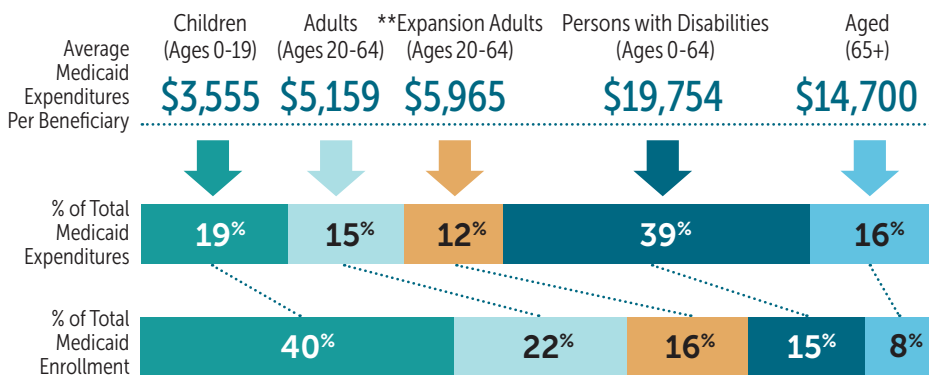 Children
(Ages 0-19)
Adults
(Ages 20-64)
**Expansion Adults
(Ages 20-64)
Persons with Disabilities
(Ages 0-64)
Aged
(65+)
Average
Medicaid
Expenditures
Per Beneficiary
$3,555 $5,159 $5,965 $19,754 $14,700
% of Total
Medicaid
Expenditures
19% 15% 12% 39% 16%
% of Total
Medicaid
Enrollment
40% 22% 16% 15% 8%